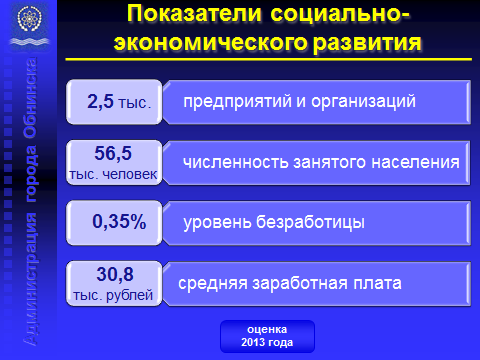 Показатели социально-
экономического развития
2,5 тыс.
предприятий и организаций
56,5
тыс. человек
численность занятого населения
0,35%
уровень безработицы
30,8
тыс. рублей
средняя заработная плата
оценка
2013 года
Администрация города Обнинска